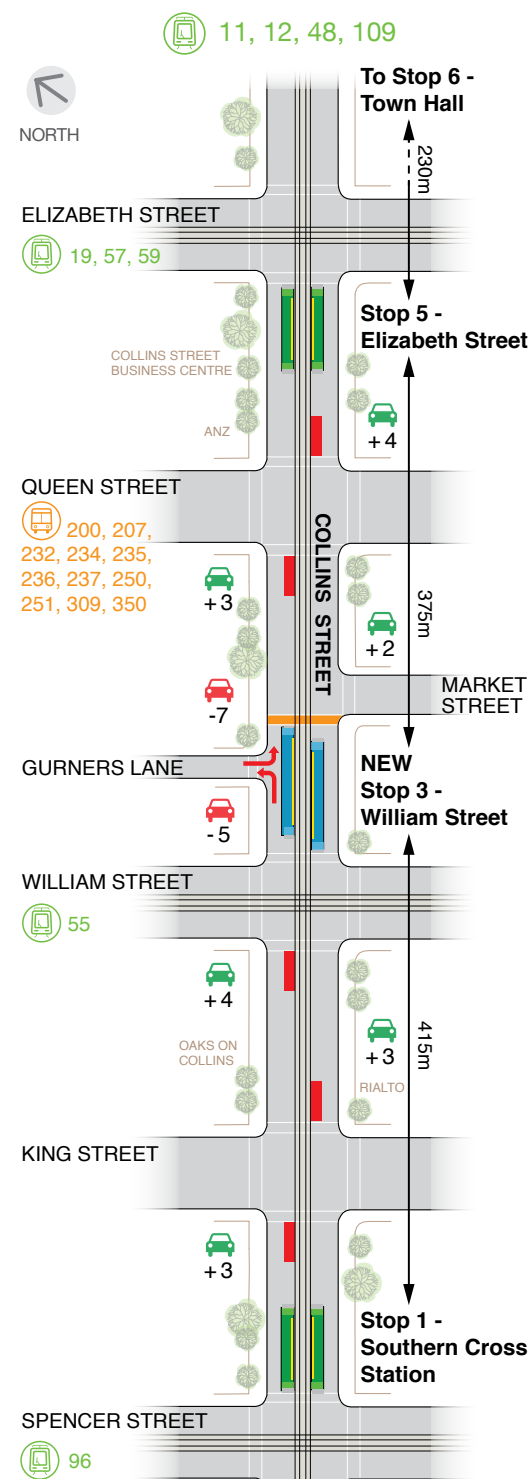 11, 12, 48, 109
NORTH
To Stop 6 -
Town Hall
230m
ELIZABETH STREET
19, 57, 59
Stop 5 -
Elizabeth Street
COLLINS STREET
BUSINESS CENTRE
ANZ
+4
QUEEN STREET
200, 207,
232, 234, 235,
236, 237, 250,
251, 309, 350
COLLINS STREET
+3
375m
+2
-7
MARKET
STREET
GURNERS LANE
NEW
Stop 3 -
William Street
-5
WILLIAM STREET
55
+4
415m
+3
OAKS ON
COLLINS
RIALTO
KING STREET
+3
Stop 1 -
Southern Cross
Station
SPENCER STREET
96